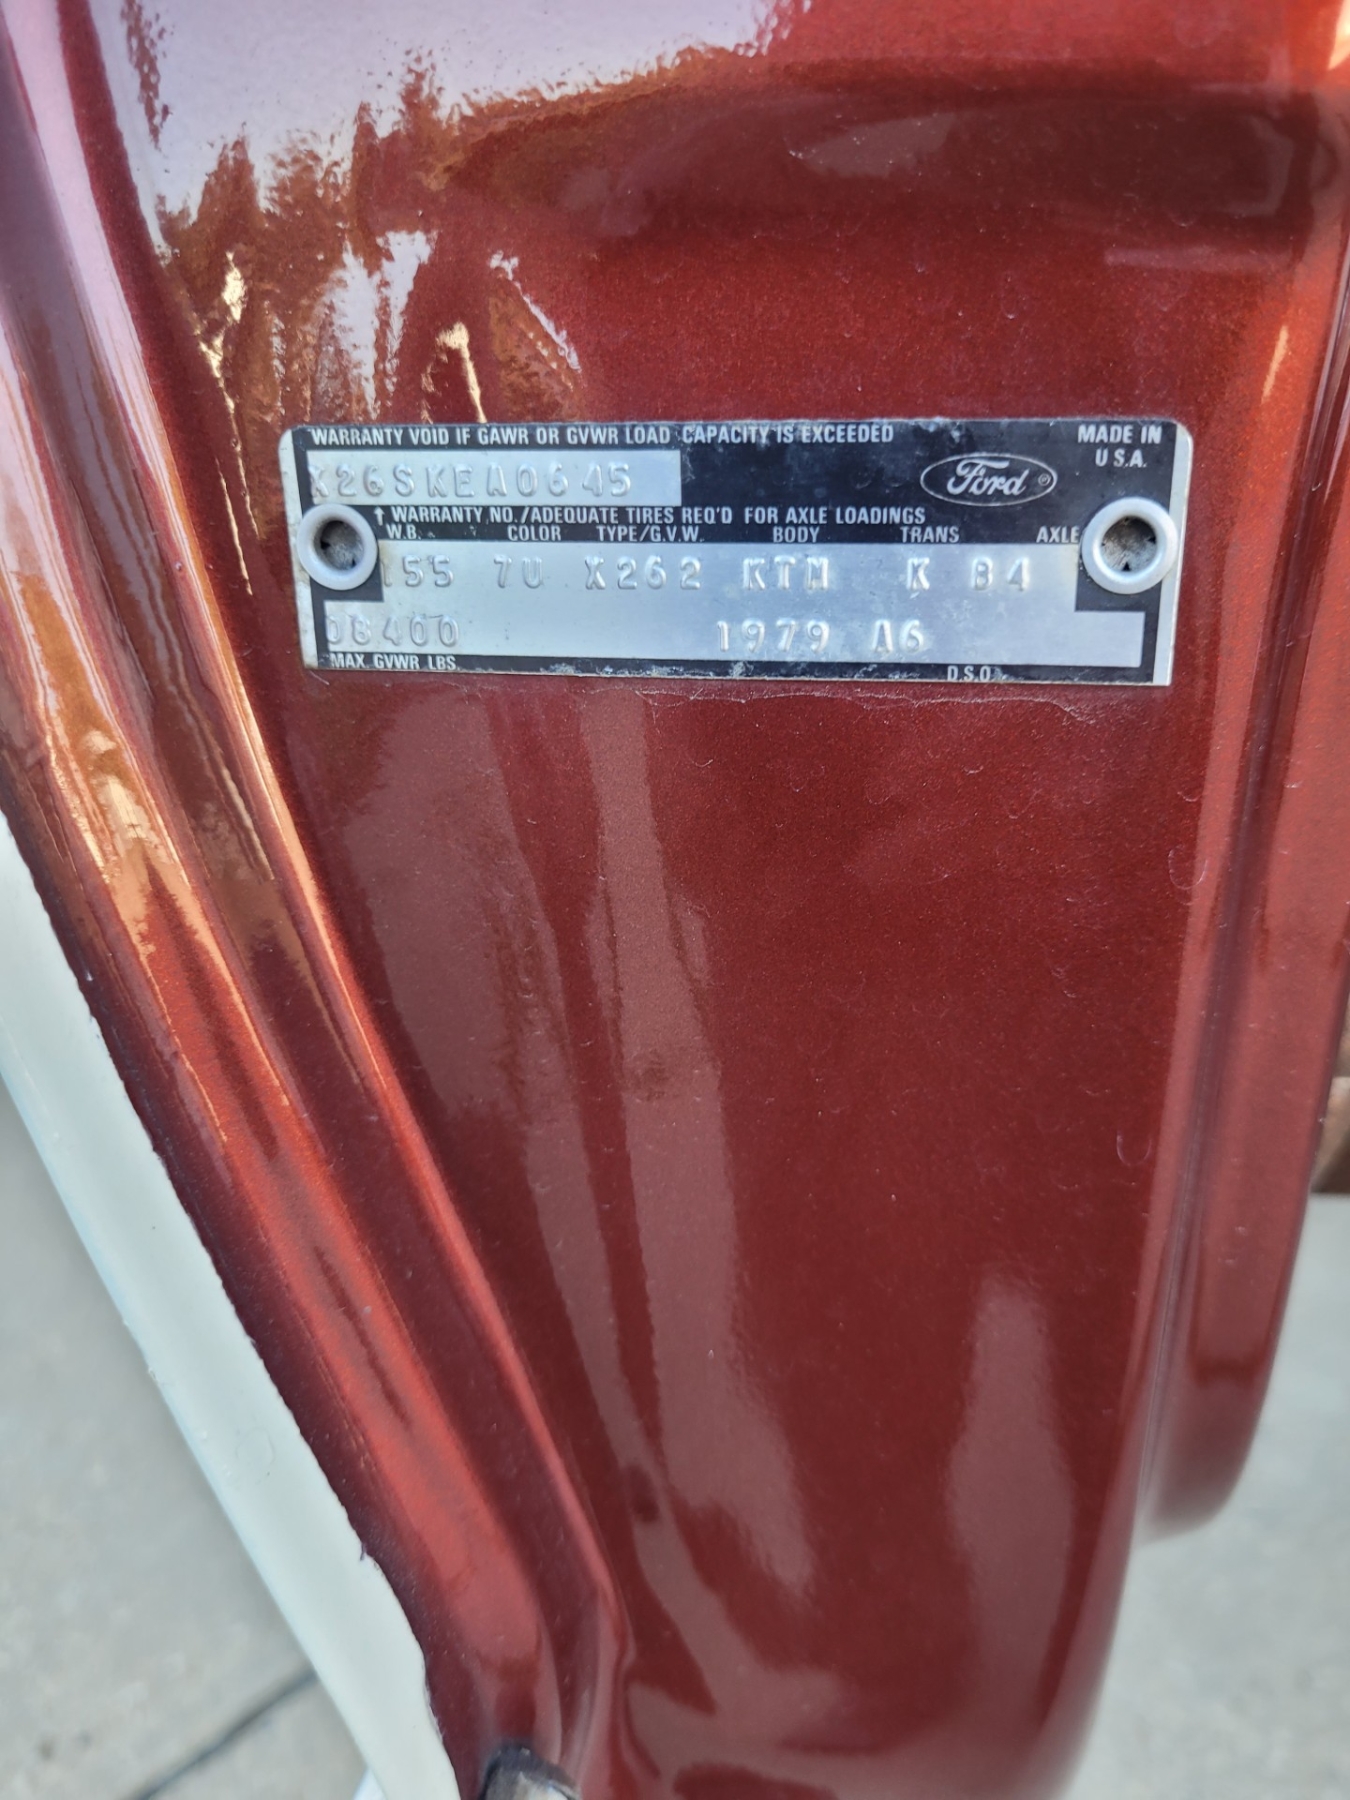 WARRANTY VOID IF GAWR OR GVWR LOAD CAPACITY IS EXCEEDED
MADE IN U.S.A.
X26SKEA0645
Ford ®
↑ WARRANTY NO./ADEQUATE TIRES REQ'D FOR AXLE LOADINGS
W.B. COLOR TYPE/G.V.W. BODY TRANS AXLE
155 7U X262 KTM K B4
08400 1979 A6
MAX. GVWR LBS. D.S.O.